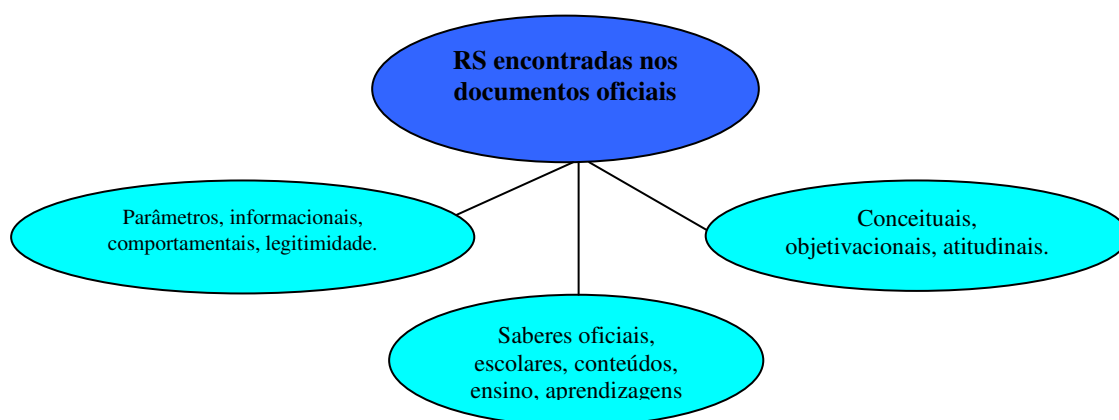 RS encontradas nos
documentos oficiais
Parâmetros, informacionais,
comportamentais, legitimidade.
Conceituais,
objetivacionais, atitudinais.
Saberes oficiais,
escolares, conteúdos,
ensino, aprendizagens